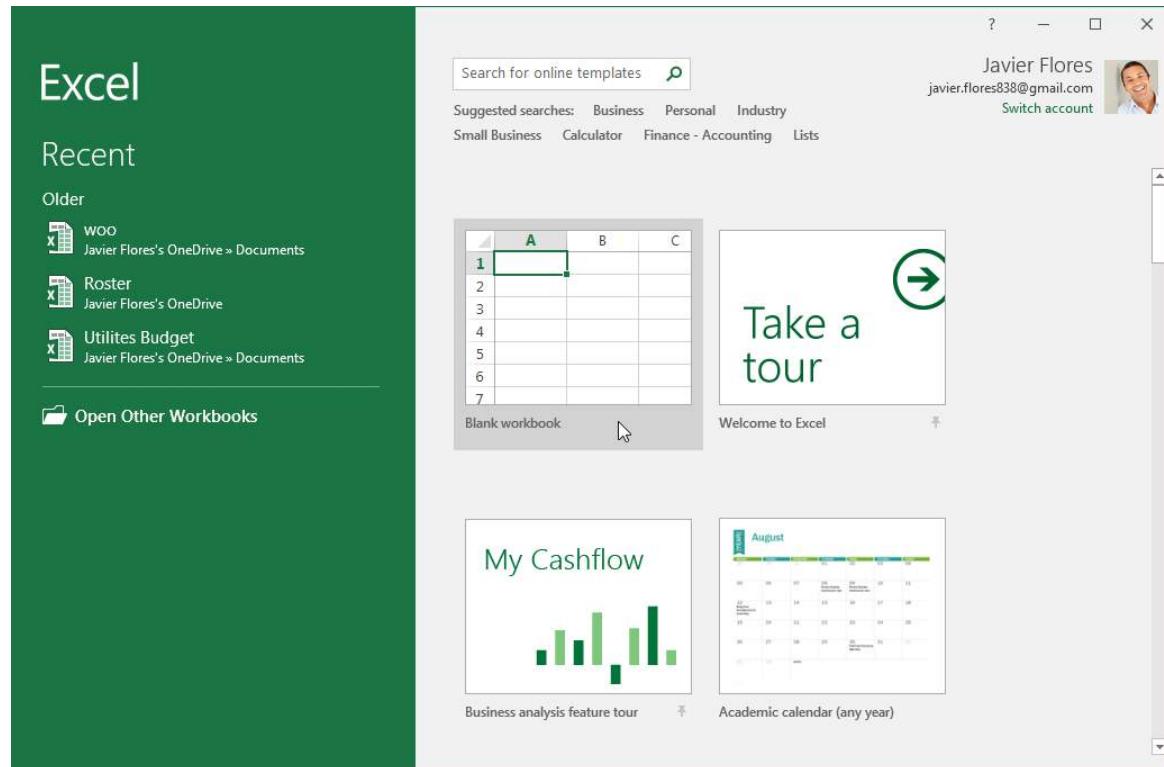 Excel
Recent
Older
woo
Javier Flores's OneDrive » Documents
Roster
Javier Flores's OneDrive
Utilites Budget
Javier Flores's OneDrive » Documents
Open Other Workbooks
?
Javier Flores
javier.flores838@gmail.com
Switch account
Search for online templates
Suggested searches: Business Personal Industry
Small Business Calculator Finance - Accounting Lists
A B C
1
2
3
4
5
6
7
Blank workbook
Take a
tour
Welcome to Excel
My Cashflow
Business analysis feature tour
August
Academic calendar (any year)